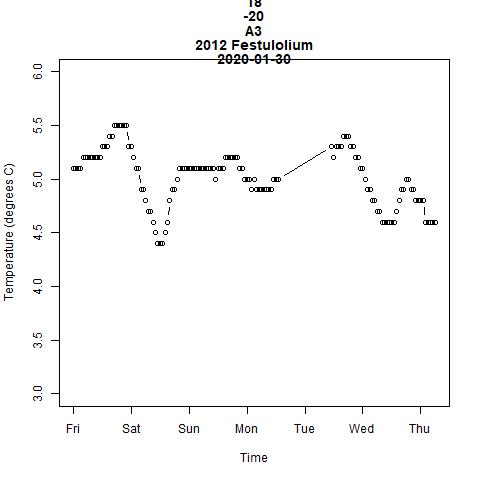 18
-20
A3
2012 Festulolium
2020-01-30
6.0
5.5
5.0
4.5
4.0
3.5
3.0
Temperature (degrees C)
Fri Sat Sun Mon Tue Wed Thu
Time